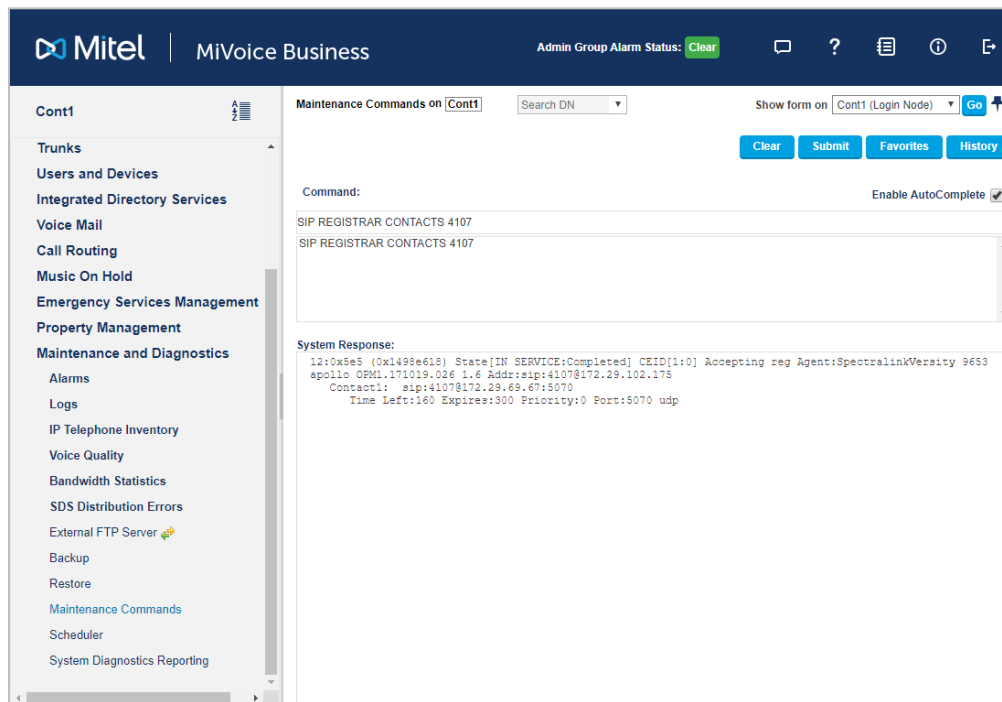 Mitel | MiVoice Business
Admin Group Alarm Status: Clear
Cont1
Trunks
Users and Devices
Integrated Directory Services
Voice Mail
Call Routing
Music On Hold
Emergency Services Management
Property Management
Maintenance and Diagnostics
Alarms
Logs
IP Telephone Inventory
Voice Quality
Bandwidth Statistics
SDS Distribution Errors
External FTP Server
Backup
Restore
Maintenance Commands
Scheduler
System Diagnostics Reporting
Maintenance Commands on Cont1 Search DN Show form on Cont1 (Login Node) Go
Clear Submit Favorites History
Command: Enable AutoComplete
SIP REGISTRAR CONTACTS 4107
SIP REGISTRAR CONTACTS 4107
System Response:
12:0x5e5 (0x1498e618) State[IN SERVICE:Completed] CEID[1:0] Accepting reg Agent:SpectralinkVersity 9653
apollo OPM1.171019.026 1.6 Addr:sip:4107@172.29.102.175
Contact1: sip:4107@172.29.69.67:5070
Time Left:160 Expires:300 Priority:0 Port:5070 udp